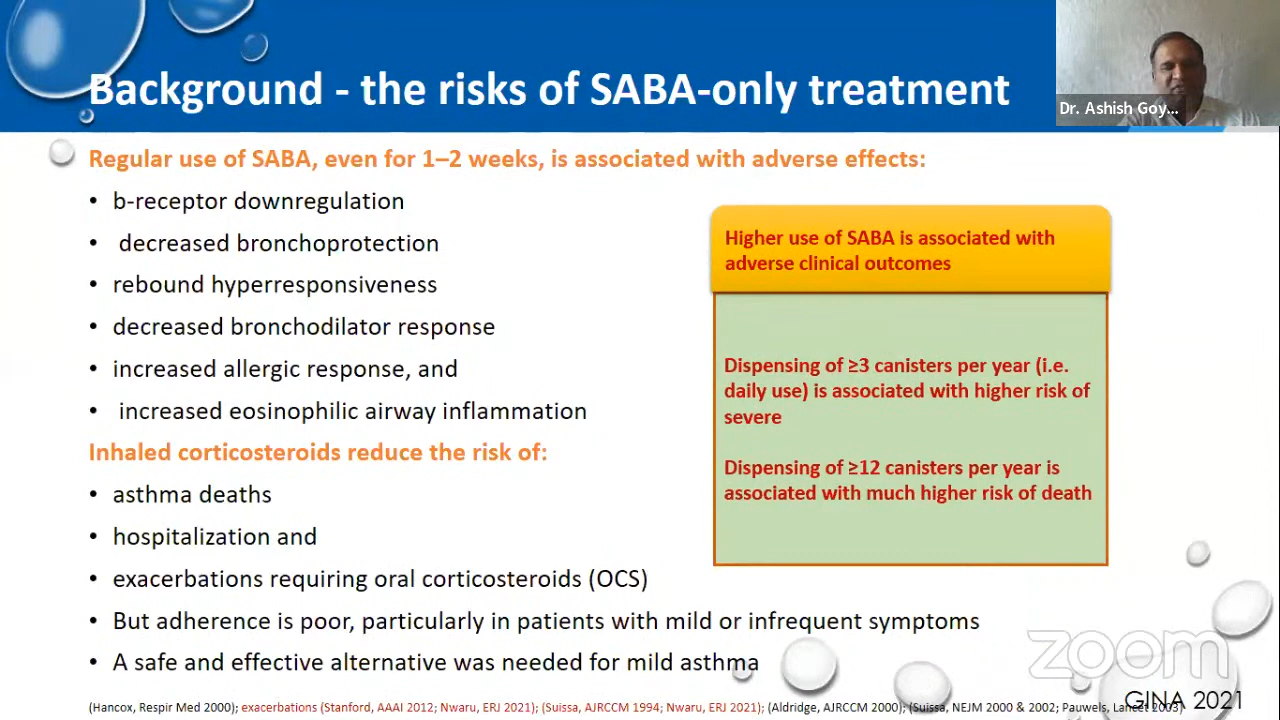 Background - the risks of SABA-only treatment
Dr. Ashish Goy...
Regular use of SABA, even for 1–2 weeks, is associated with adverse effects:
• b-receptor downregulation
• decreased bronchoprotection
• rebound hyperresponsiveness
• decreased bronchodilator response
• increased allergic response, and
• increased eosinophilic airway inflammation
Inhaled corticosteroids reduce the risk of:
• asthma deaths
• hospitalization and
• exacerbations requiring oral corticosteroids (OCS)
• But adherence is poor, particularly in patients with mild or infrequent symptoms
• A safe and effective alternative was needed for mild asthma
Higher use of SABA is associated with
adverse clinical outcomes
Dispensing of ≥3 canisters per year (i.e.
daily use) is associated with higher risk of
severe
Dispensing of ≥12 canisters per year is
associated with much higher risk of death
zoom
GINA 2021
(Hancox, Respir Med 2000); exacerbations (Stanford, AAAI 2012; Nwaru, ERJ 2021); (Suissa, AJRCCM 1994; Nwaru, ERJ 2021); (Aldridge, AJRCCM 2000); (Suissa, NEJM 2000 & 2002; Pauwels, Lancet 2003)